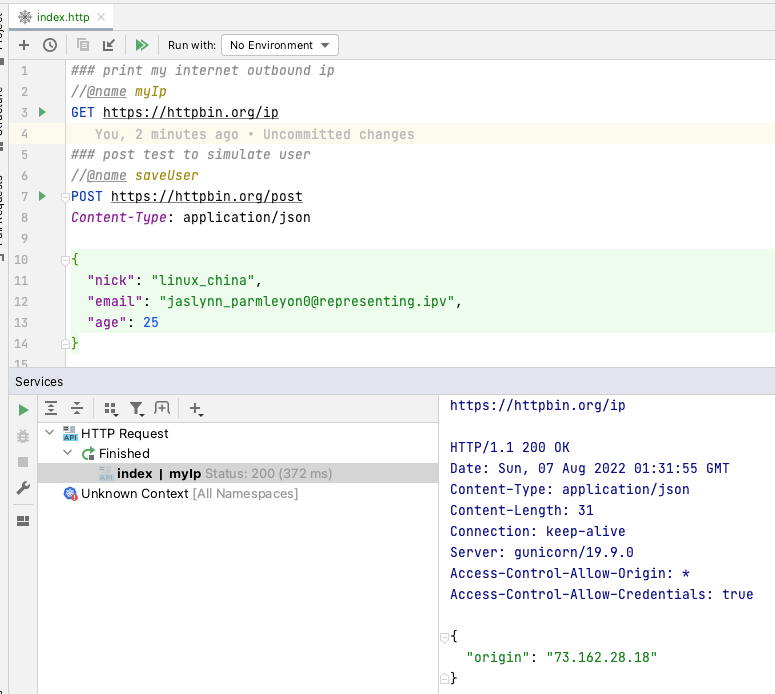 index.http
Run with: No Environment
1 ### print my internet outbound ip
2 //@name myIp
3 GET https://httpbin.org/ip
4 You, 2 minutes ago • Uncommitted changes
5 ### post test to simulate user
6 //@name saveUser
7 POST https://httpbin.org/post
8 Content-Type: application/json
9
10 {
11 "nick": "linux_china",
12 "email": "jaslynn_parmleyon0@representing.ipv",
13 "age": 25
14 }
15
Services
HTTP Request
Finished
index | myIp Status: 200 (372 ms)
Unknown Context [All Namespaces]
https://httpbin.org/ip
HTTP/1.1 200 OK
Date: Sun, 07 Aug 2022 01:31:55 GMT
Content-Type: application/json
Content-Length: 31
Connection: keep-alive
Server: gunicorn/19.9.0
Access-Control-Allow-Origin: *
Access-Control-Allow-Credentials: true
{
"origin": "73.162.28.18"
}